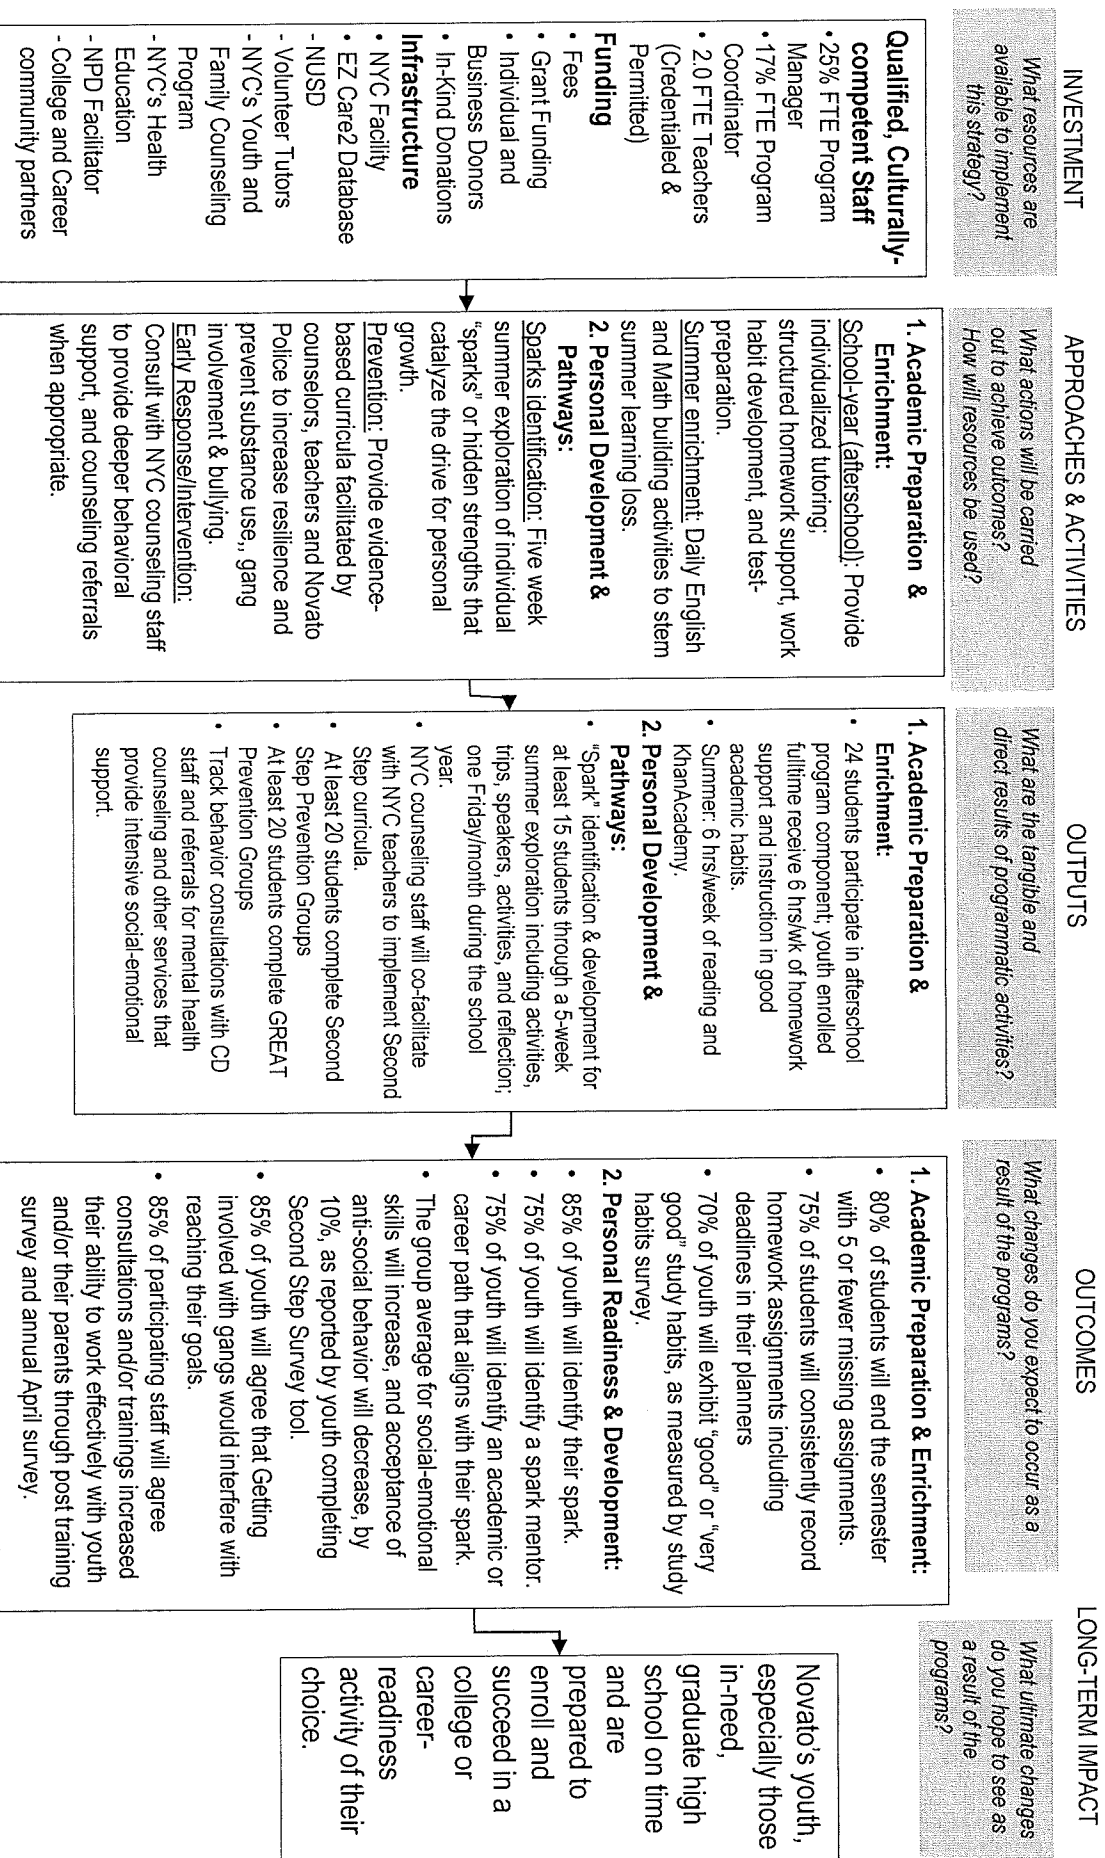 INVESTMENT
What resources are
available to implement
this strategy?
Qualified, Culturally-
competent Staff
• 25% FTE Program
Manager
• 17% FTE Program
Coordinator
• 2.0 FTE Teachers
(Credentialed &
Permitted)
Funding
• Fees
• Grant Funding
• Individual and
Business Donors
• In-Kind Donations
Infrastructure
• NYC Facility
• EZ Care2 Database
- NUSD
- Volunteer Tutors
- NYC's Youth and
Family Counseling
Program
- NYC's Health
Education
- NPD Facilitator
- College and Career
community partners
APPROACHES & ACTIVITIES
What actions will be carried
out to achieve outcomes?
How will resources be used?
1. Academic Preparation &
Enrichment:
School-year (afterschool): Provide
individualized tutoring;
structured homework support, work
habit development, and test-
preparation.
Summer enrichment: Daily English
and Math building activities to stem
summer learning loss.
2. Personal Development &
Pathways:
Sparks identification: Five week
summer exploration of individual
"sparks" or hidden strengths that
catalyze the drive for personal
growth.
Prevention: Provide evidence-
based curricula facilitated by
counselors, teachers and Novato
Police to increase resilience and
prevent substance use,, gang
involvement & bullying.
Early Response/Intervention:
Consult with NYC counseling staff
to provide deeper behavioral
support, and counseling referrals
when appropriate.
OUTPUTS
What are the tangible and
direct results of programmatic activities?
1. Academic Preparation &
Enrichment:
• 24 students participate in afterschool
program component; youth enrolled
fulltime receive 6 hrs/wk of homework
support and instruction in good
academic habits.
• Summer: 6 hrs/week of reading and
KhanAcademy.
2. Personal Development &
Pathways:
• "Spark" identification & development for
at least 15 students through a 5-week
summer exploration including activities,
trips, speakers, activities, and reflection;
one Friday/month during the school
year.
• NYC counseling staff will co-facilitate
with NYC teachers to implement Second
Step curricula.
• At least 20 students complete Second
Step Prevention Groups
• At least 20 students complete GREAT
Prevention Groups
• Track behavior consultations with CD
staff and referrals for mental health
counseling and other services that
provide intensive social-emotional
support.
OUTCOMES
What changes do you expect to occur as a
result of the programs?
1. Academic Preparation & Enrichment:
• 80% of students will end the semester
with 5 or fewer missing assignments.
• 75% of students will consistently record
homework assignments including
deadlines in their planners
• 70% of youth will exhibit "good" or "very
good" study habits, as measured by study
habits survey.
2. Personal Readiness & Development:
• 85% of youth will identify their spark.
• 75% of youth will identify a spark mentor.
• 75% of youth will identify an academic or
career path that aligns with their spark.
• The group average for social-emotional
skills will increase, and acceptance of
anti-social behavior will decrease, by
10%, as reported by youth completing
Second Step Survey tool.
• 85% of youth will agree that Getting
involved with gangs would interfere with
reaching their goals.
• 85% of participating staff will agree
consultations and/or trainings increased
their ability to work effectively with youth
and/or their parents through post training
survey and annual April survey.
LONG-TERM IMPACT
What ultimate changes
do you hope to see as
a result of the
programs?
Novato's youth,
especially those
in-need,
graduate high
school on time
and are
prepared to
enroll and
succeed in a
college or
career-
readiness
activity of their
choice.